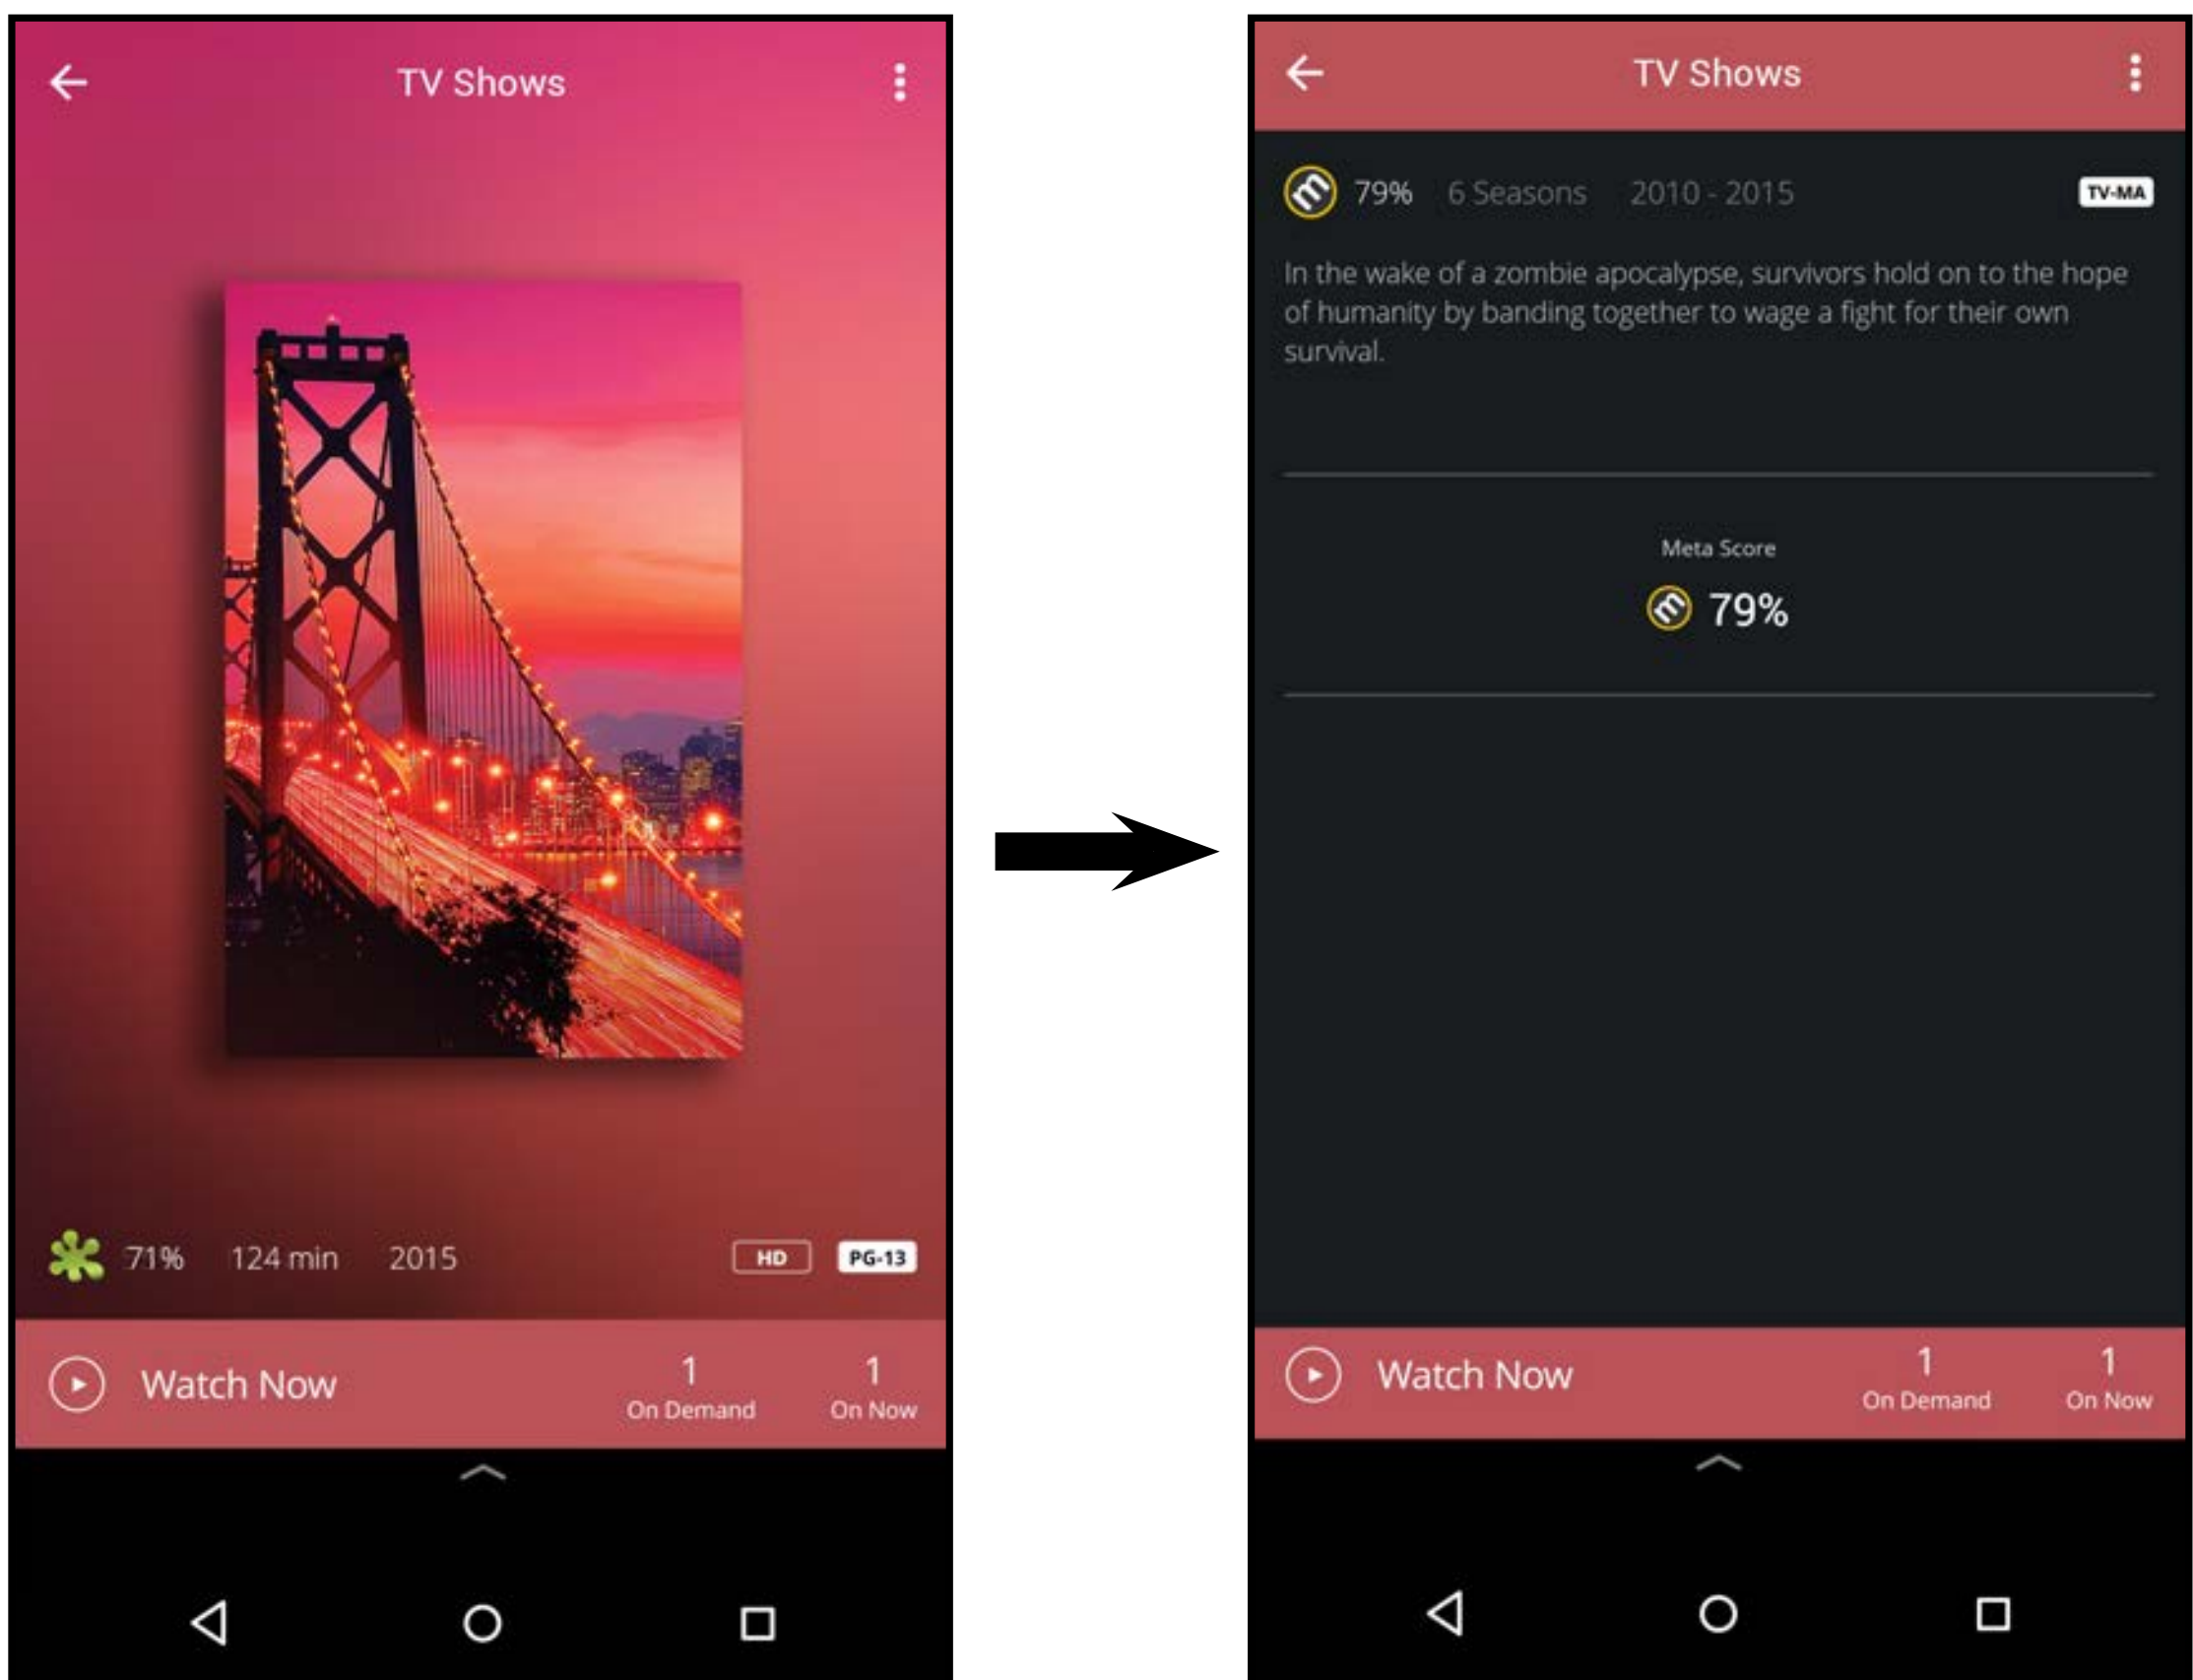 TV Shows
71% 124 min 2015 HD PG-13
Watch Now
1
On Demand
1
On Now
TV Shows
m 79% 6 Seasons 2010 - 2015 TV-MA
In the wake of a zombie apocalypse, survivors hold on to the hope
of humanity by banding together to wage a fight for their own
survival.
Meta Score
m 79%
Watch Now
1
On Demand
1
On Now